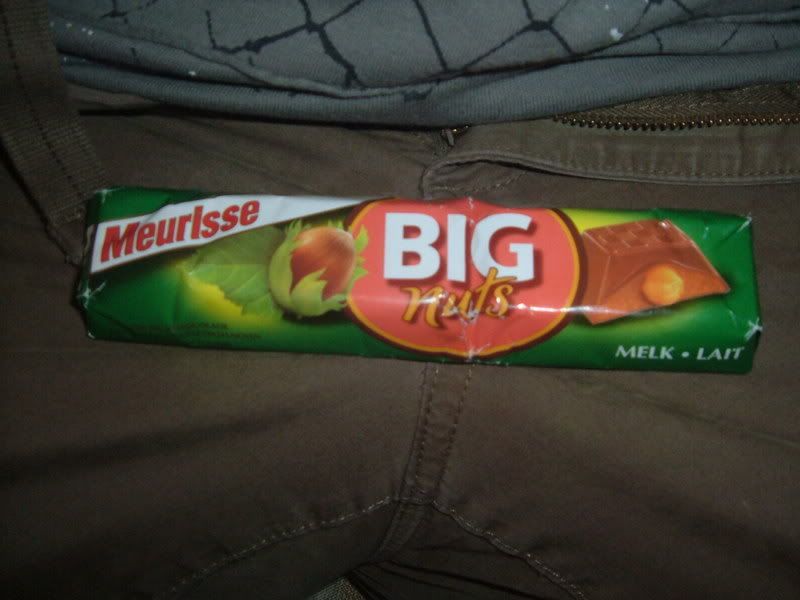 Meurisse
BIG
nuts
MELK • LAIT